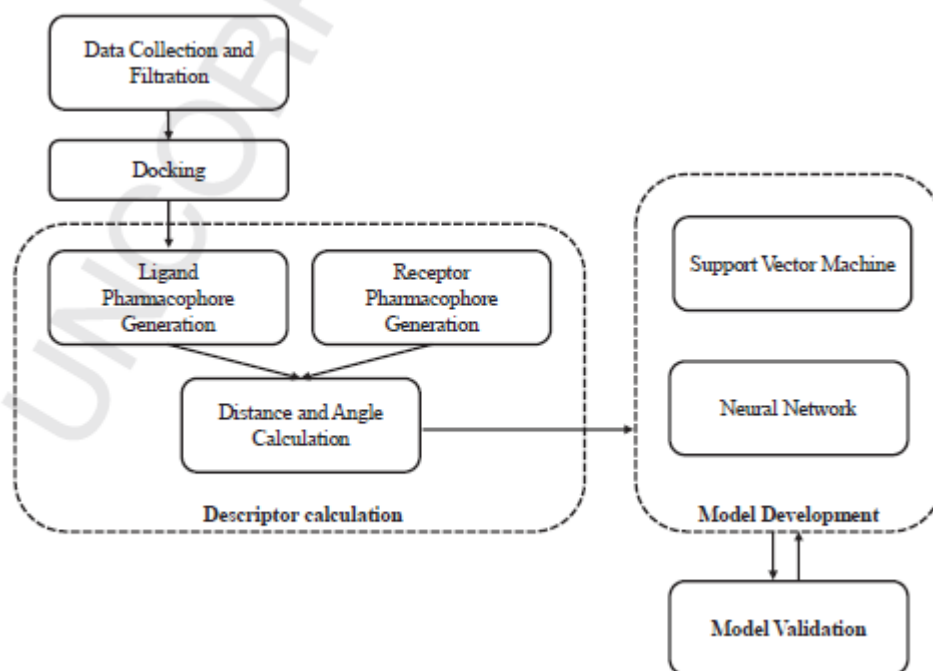 Data Collection and
Filtration
Docking
Ligand
Pharmacophore
Generation
Receptor
Pharmacophore
Generation
Distance and Angle
Calculation
Descriptor calculation
Support Vector Machine
Neural Network
Model Development
Model Validation
UNCORR